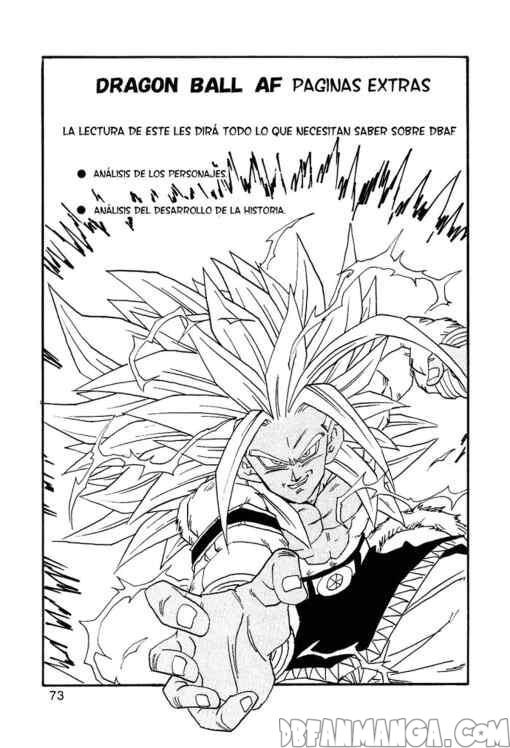 DRAGON BALL AF PAGINAS EXTRAS
LA LECTURA DE ESTE LES DIRÁ TODO LO QUE NECESITAN SABER SOBRE DBAF
● ANÁLISIS DE LOS PERSONAJES.
● ANÁLISIS DEL DESARROLLO DE LA HISTORIA.
73
DBFANMANGA.COM